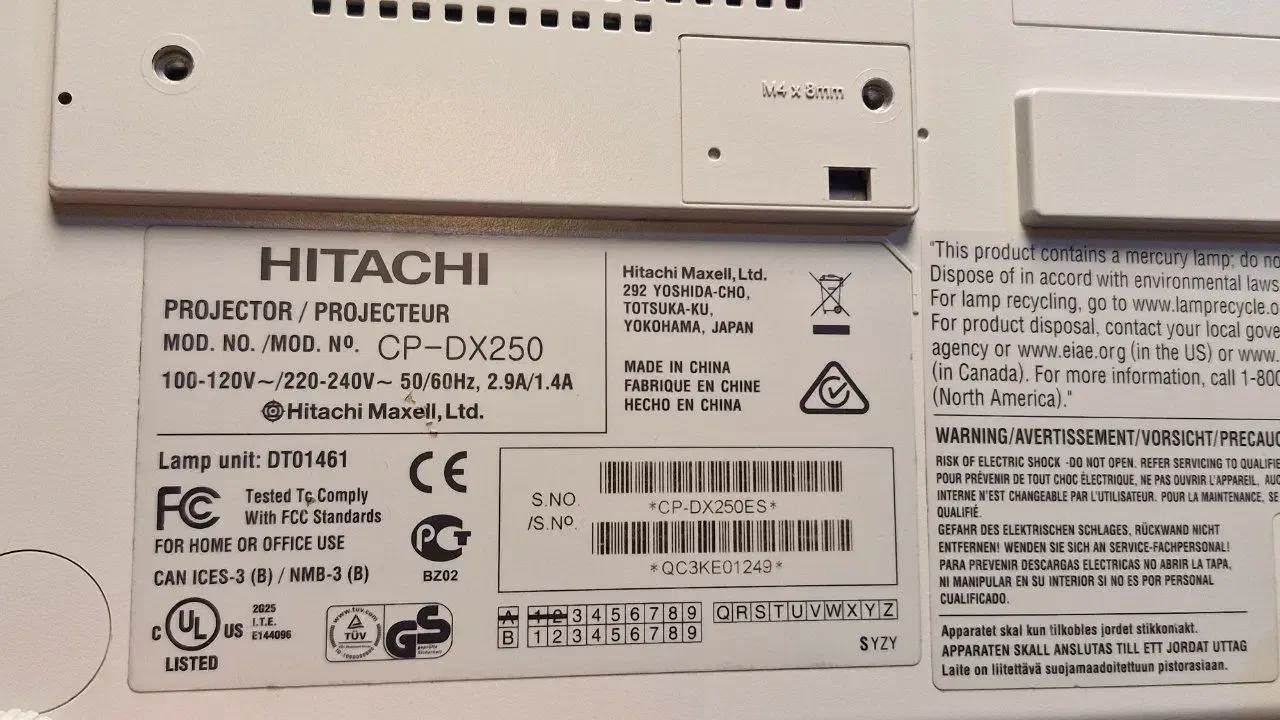 M4 x 8mm
HITACHI
PROJECTOR / PROJECTEUR
MOD. NO. /MOD. Nº. CP-DX250
100-120V~/220-240V~ 50/60Hz, 2.9A/1.4A
Hitachi Maxell, Ltd.
Hitachi Maxell, Ltd.
292 YOSHIDA-CHO,
TOTSUKA-KU,
YOKOHAMA, JAPAN
MADE IN CHINA
FABRIQUE EN CHINE
HECHO EN CHINA
Lamp unit: DT01461
FC
Tested To Comply
With FCC Standards
FOR HOME OR OFFICE USE
CAN ICES-3 (B) / NMB-3 (B)
CE
PCT
BZ02
C UL US
LISTED
2G25
I.T.E.
E144096
www.tuv.com
TÜV
GS
geprüfte
Sicherheit
S.NO.
/S.Nº.
*CP-DX250ES*
*QC3KE01249*
A 1 2 3 4 5 6 7 8 9 Q R S T U V W X Y Z
B 1 2 3 4 5 6 7 8 9
SYZY
"This product contains a mercury lamp; do
Dispose of in accord with environmental laws
For lamp recycling, go to www.lamprecycle.o
For product disposal, contact your local
agency or www.eiae.org (in the US) or www.
(in Canada). For more information, call 1-800
(North America)."
WARNING/AVERTISSEMENT/VORSICHT/
RISK OF ELECTRIC SHOCK -DO NOT OPEN. REFER SERVICING TO
POUR PRÉVENIR DE TOUT CHOC ÉLECTRIQUE, NE PAS OUVRIR L'APPAREIL,
INTERNE N'EST CHANGEABLE PAR L'UTILISATEUR. POUR LA MAINTENANCE,
QUALIFIÉ.
GEFAHR DES ELEKTRISCHEN SCHLAGES, RÜCKWAND NICHT
ENTFERNEN! WENDEN SIE SICH AN SERVICE-FACHPERSONAL!
PARA PREVENIR DESCARGAS ELECTRICAS NO ABRIR LA TAPA,
NI MANIPULAR EN SU INTERIOR SI NO ES POR PERSONAL
CUALIFICADO.
Apparatet skal kun tilkobles jordet stikkontakt.
APPARATEN SKALL ANSLUTAS TILL ETT JORDAT UTTAG
Laite on liitettävä suojamaadoitettuun pistorasiaan.